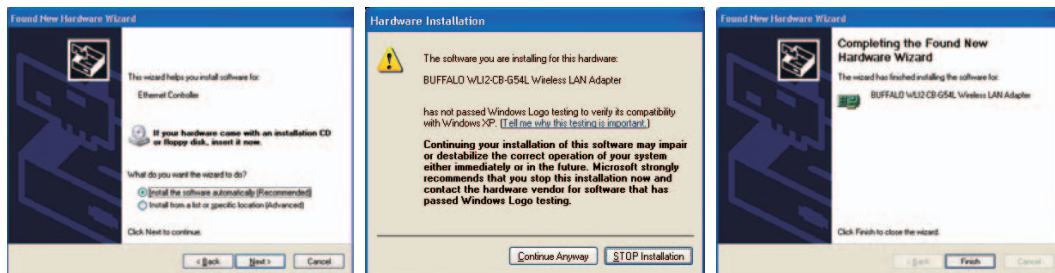 Found New Hardware Wizard
This wizard helps you install software for:
Ethernet Controller
If your hardware came with an installation CD
or floppy disk, insert it now.
What do you want the wizard to do?
Install the software automatically (Recommended)
Install from a list or specific location (Advanced)
Click Next to continue.
< Back
Next >
Cancel
Hardware Installation
The software you are installing for this hardware:
BUFFALO WLI2-CB-G54L Wireless LAN Adapter
has not passed Windows Logo testing to verify its compatibility
with Windows XP. (Tell me why this testing is important.)
Continuing your installation of this software may impair
or destabilize the correct operation of your system
either immediately or in the future. Microsoft strongly
recommends that you stop this installation now and
contact the hardware vendor for software that has
passed Windows Logo testing.
Continue Anyway
STOP Installation
Found New Hardware Wizard
Completing the Found New
Hardware Wizard
The wizard has finished installing the software for:
BUFFALO WLI2-CB-G54L Wireless LAN Adapter
Click Finish to close the wizard.
< Back
Finish
Cancel